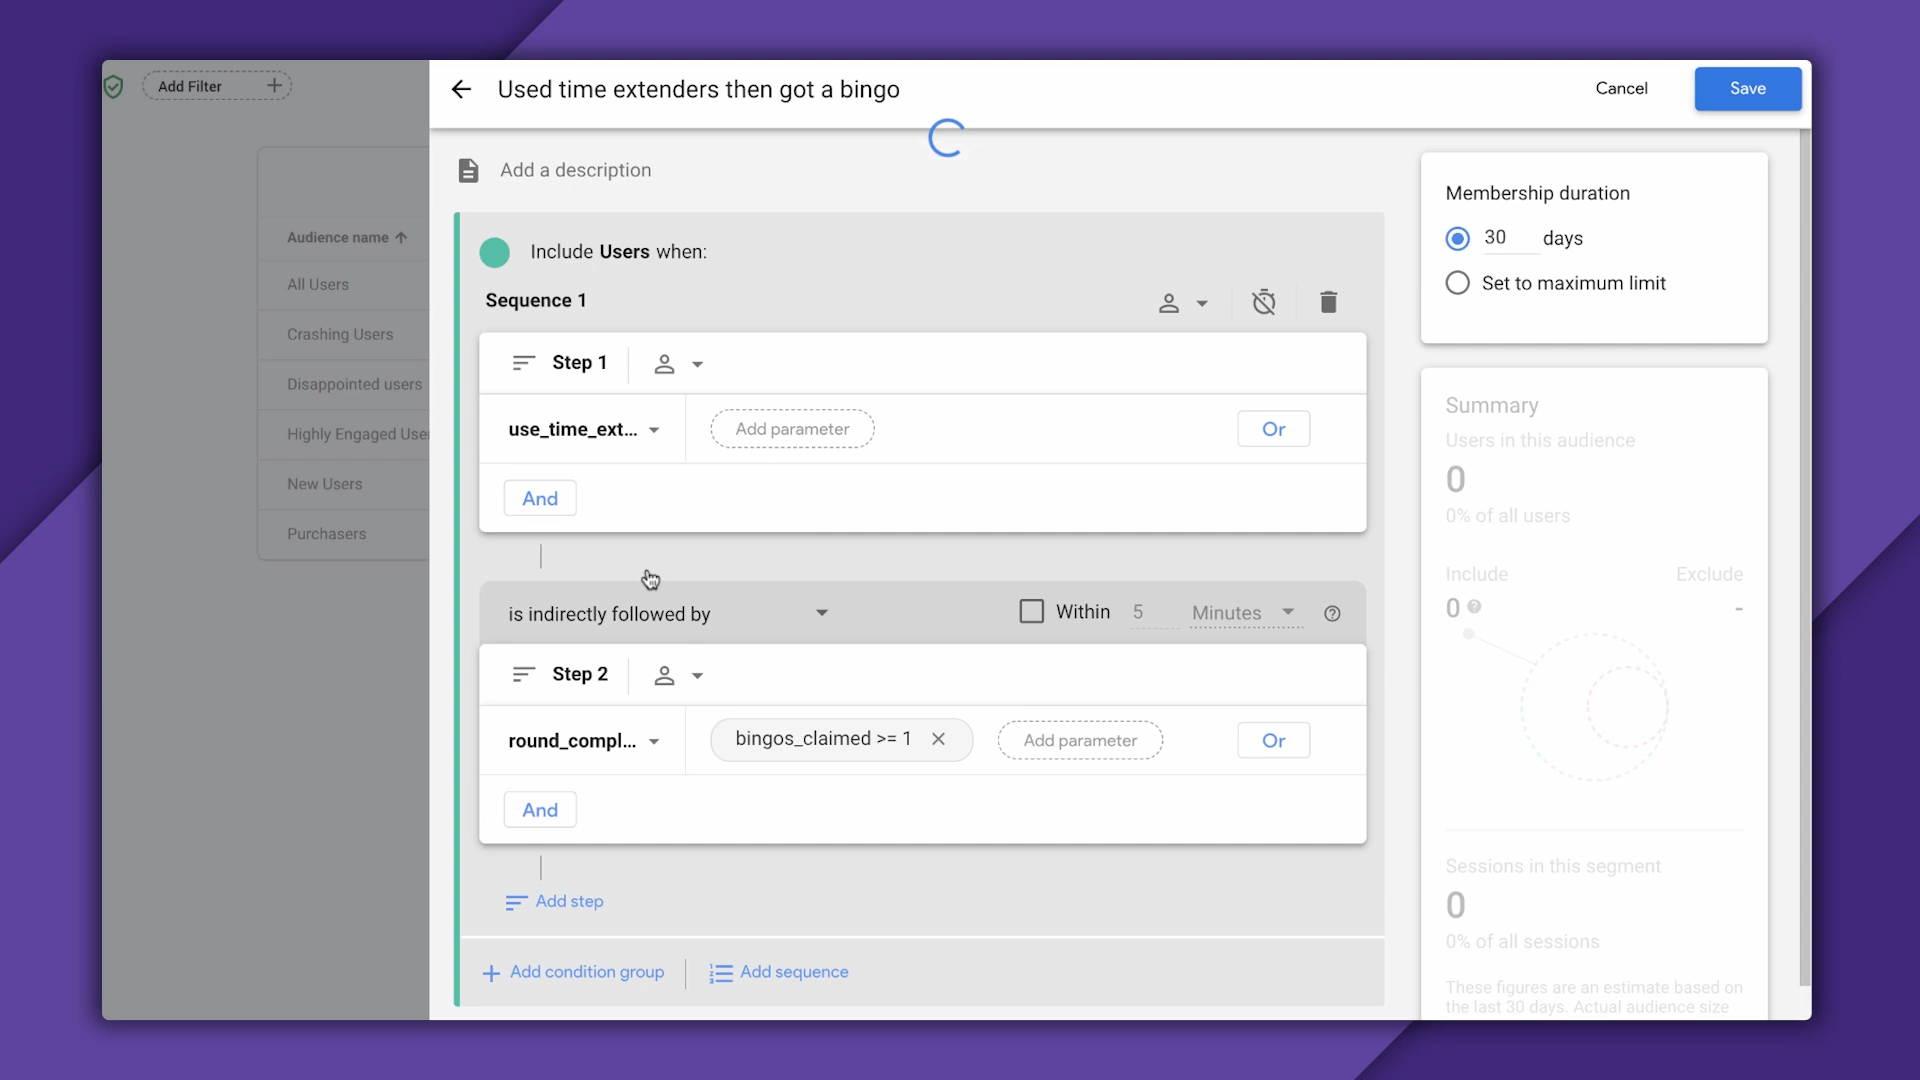 Add Filter
Audience name
All Users
Crashing Users
Disappointed users
Highly Engaged Use
New Users
Purchasers
Used time extenders then got a bingo
Cancel
Save
Add a description
Include Users when:
Sequence 1
Step 1
use_time_ext...
Add parameter
Or
And
is indirectly followed by
Within
5
Minutes
Step 2
round_compl...
bingos_claimed >= 1
Add parameter
Or
And
Add step
Add condition group
Add sequence
Membership duration
30 days
Set to maximum limit
Summary
Users in this audience
0
0% of all users
Include
Exclude
0
-
Sessions in this segment
0
0% of all sessions
These figures are an estimate based on
the last 30 days. Actual audience size